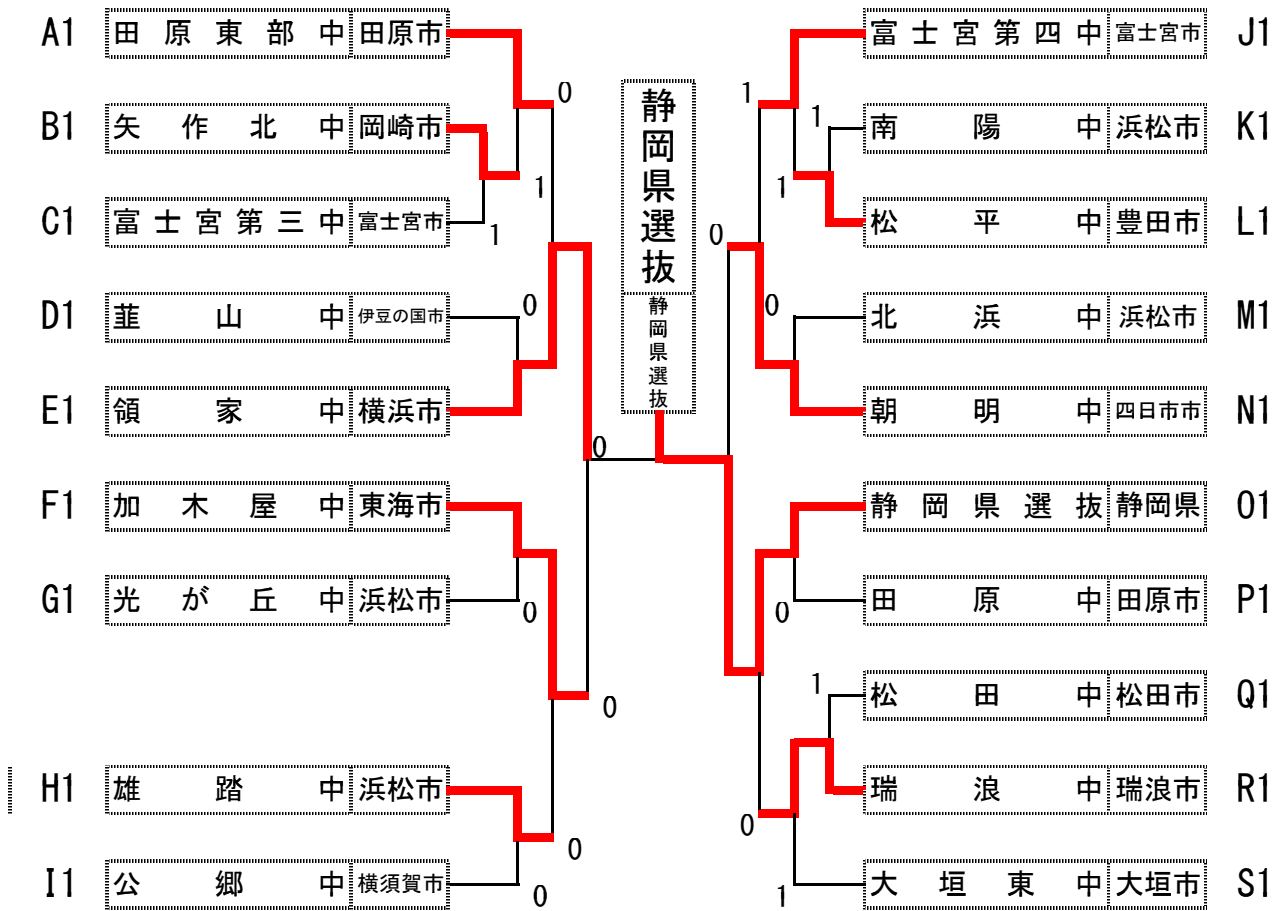 A1 田原東部中 田原市
0
B1 矢作北中 岡崎市
1
C1 富士宮第三中 富士宮市
1
D1 韮山中 伊豆の国市
0
E1 領家中 横浜市
0
F1 加木屋中 東海市
G1 光が丘中 浜松市
0
0
H1 雄踏中 浜松市
0
I1 公郷中 横須賀市
0
静岡県選抜
静岡県選抜
富士宮第四中 富士宮市 J1
1
1
南陽中 浜松市 K1
1
松平中 豊田市 L1
0
0
北浜中 浜松市 M1
朝明中 四日市市 N1
静岡県選抜 静岡県 O1
0
田原中 田原市 P1
1
松田中 松田市 Q1
瑞浪中 瑞浪市 R1
0
1
大垣東中 大垣市 S1